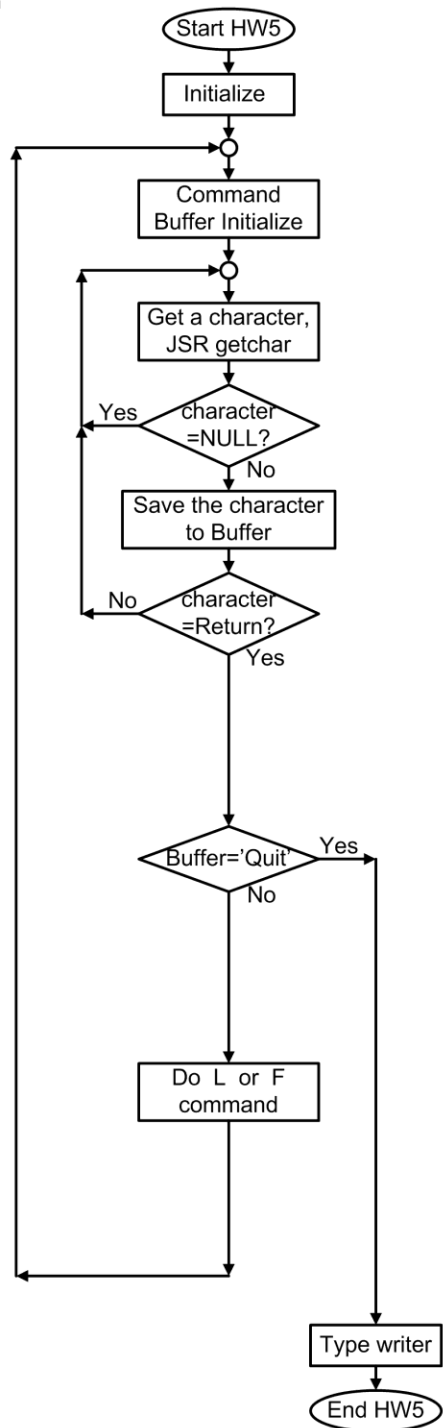 Start HW5
Initialize
Command
Buffer Initialize
Get a character,
JSR getchar
Yes
character
=NULL?
No
Save the character
to Buffer
No
character
=Return?
Yes
Buffer='Quit'
Yes
No
Do L or F
command
Type writer
End HW5